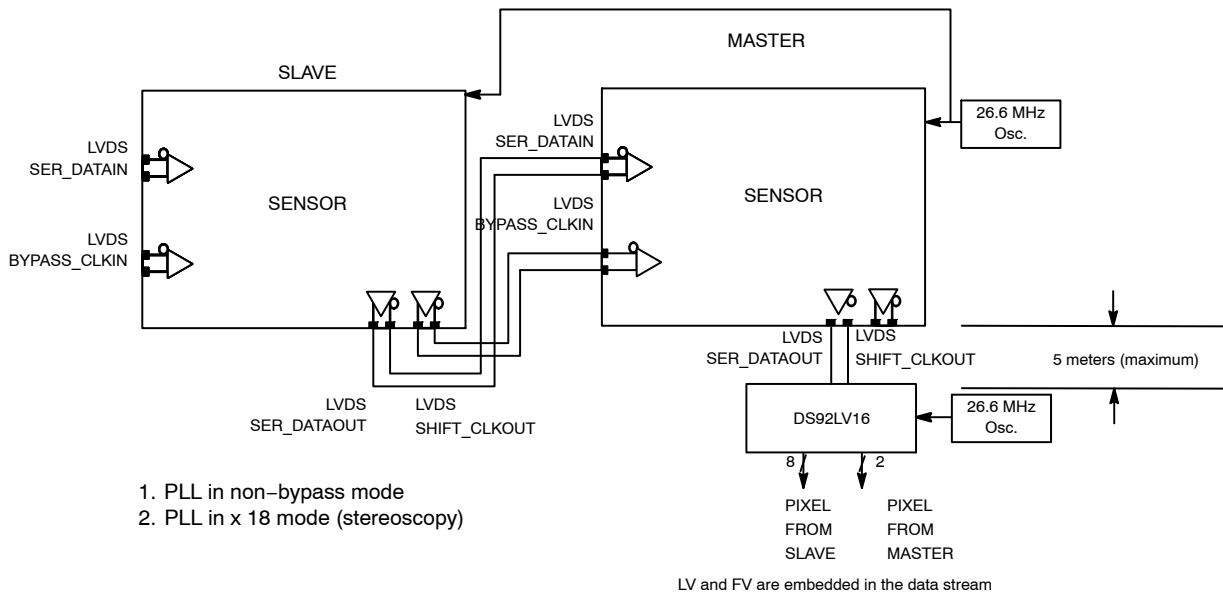 MASTER
SLAVE
26.6 MHz
Osc.
LVDS
SER_DATAIN
LVDS
SER_DATAIN
SENSOR
SENSOR
LVDS
BYPASS_CLKIN
LVDS
BYPASS_CLKIN
LVDS
SER_DATAOUT
LVDS
SHIFT_CLKOUT
5 meters (maximum)
LVDS
SER_DATAOUT
LVDS
SHIFT_CLKOUT
DS92LV16
26.6 MHz
Osc.
8
2
1. PLL in non−bypass mode
2. PLL in x 18 mode (stereoscopy)
PIXEL
FROM
SLAVE
PIXEL
FROM
MASTER
LV and FV are embedded in the data stream